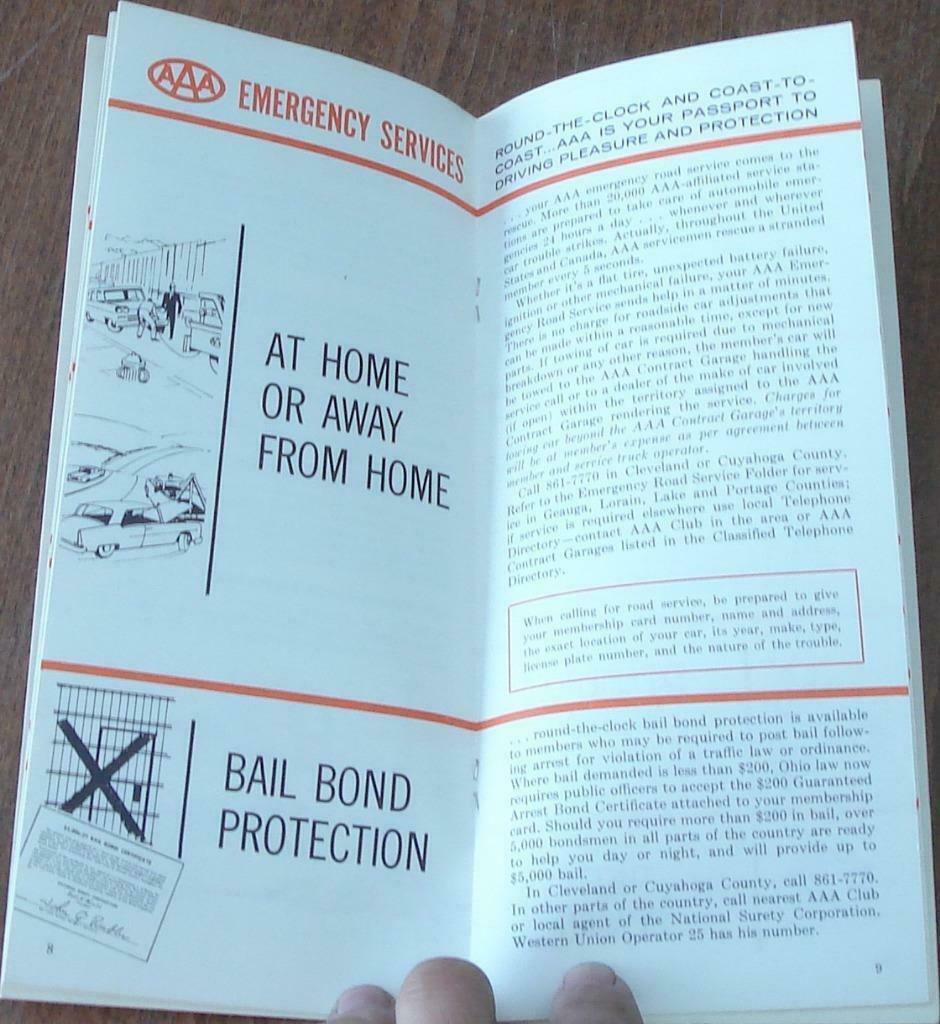 AAA EMERGENCY SERVICES
AT HOME
OR AWAY
FROM HOME
BAIL BOND
PROTECTION
$5,000.00 BAIL BOND CERTIFICATE
8
ROUND-THE-CLOCK AND COAST-TO-
COAST...AAA IS YOUR PASSPORT TO
DRIVING PLEASURE AND PROTECTION
. . . your AAA emergency road service comes to the
rescue. More than 20,000 AAA-affiliated service sta-
tions are prepared to take care of automobile emer-
gencies 24 hours a day . . . whenever and wherever
car trouble strikes. Actually, throughout the United
States and Canada, AAA servicemen rescue a stranded
member every 5 seconds.
Whether it's a flat tire, unexpected battery failure,
ignition or other mechanical failure, your AAA Emer-
gency Road Service sends help in a matter of minutes.
There is no charge for roadside car adjustments that
can be made within a reasonable time, except for new
parts. If towing of car is required due to mechanical
breakdown or any other reason, the member's car will
be towed to the AAA Contract Garage handling the
service call or to a dealer of the make of car involved
(if open) within the territory assigned to the AAA
Contract Garage rendering the service. Charges for
towing car beyond the AAA Contract Garage's territory
will be at member's expense as per agreement between
member and service truck operator.
Call 861-7770 in Cleveland or Cuyahoga County.
Refer to the Emergency Road Service Folder for serv-
ice in Geauga, Lorain, Lake and Portage Counties;
if service is required elsewhere use local Telephone
Directory—contact AAA Club in the area or AAA
Contract Garages listed in the Classified Telephone
Directory.
When calling for road service, be prepared to give
your membership card number, name and address,
the exact location of your car, its year, make, type,
license plate number, and the nature of the trouble.
. . . round-the-clock bail bond protection is available
to members who may be required to post bail follow-
ing arrest for violation of a traffic law or ordinance.
Where bail demanded is less than $200, Ohio law now
requires public officers to accept the $200 Guaranteed
Arrest Bond Certificate attached to your membership
card. Should you require more than $200 in bail, over
5,000 bondsmen in all parts of the country are ready
to help you day or night, and will provide up to
$5,000 bail.
In Cleveland or Cuyahoga County, call 861-7770.
In other parts of the country, call nearest AAA Club
or local agent of the National Surety Corporation.
Western Union Operator 25 has his number.
9